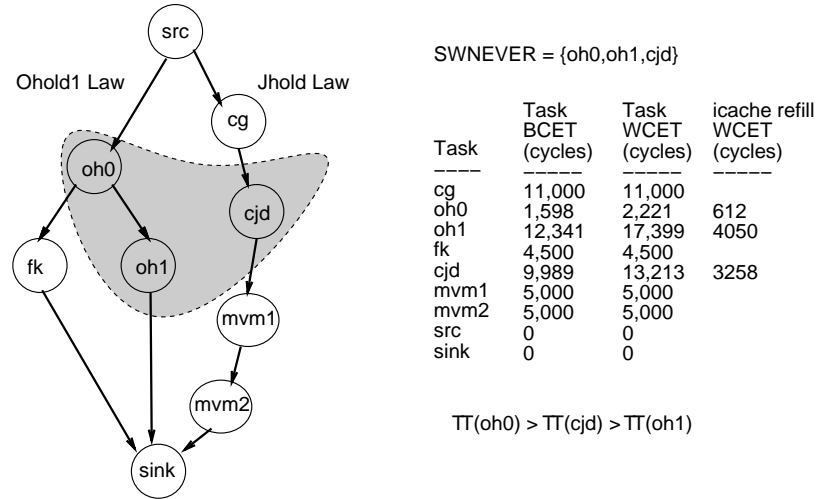 src
Ohold1 Law
Jhold Law
cg
oh0
cjd
fk
oh1
mvm1
mvm2
sink
SWNEVER = {oh0,oh1,cjd}
Task Task icache refill
BCET WCET WCET
Task (cycles) (cycles) (cycles)
−−−− −−−−− −−−−− −−−−−
cg 11,000 11,000
oh0 1,598 2,221 612
oh1 12,341 17,399 4050
fk 4,500 4,500
cjd 9,989 13,213 3258
mvm1 5,000 5,000
mvm2 5,000 5,000
src 0 0
sink 0 0
TT(oh0) > TT(cjd) > TT(oh1)